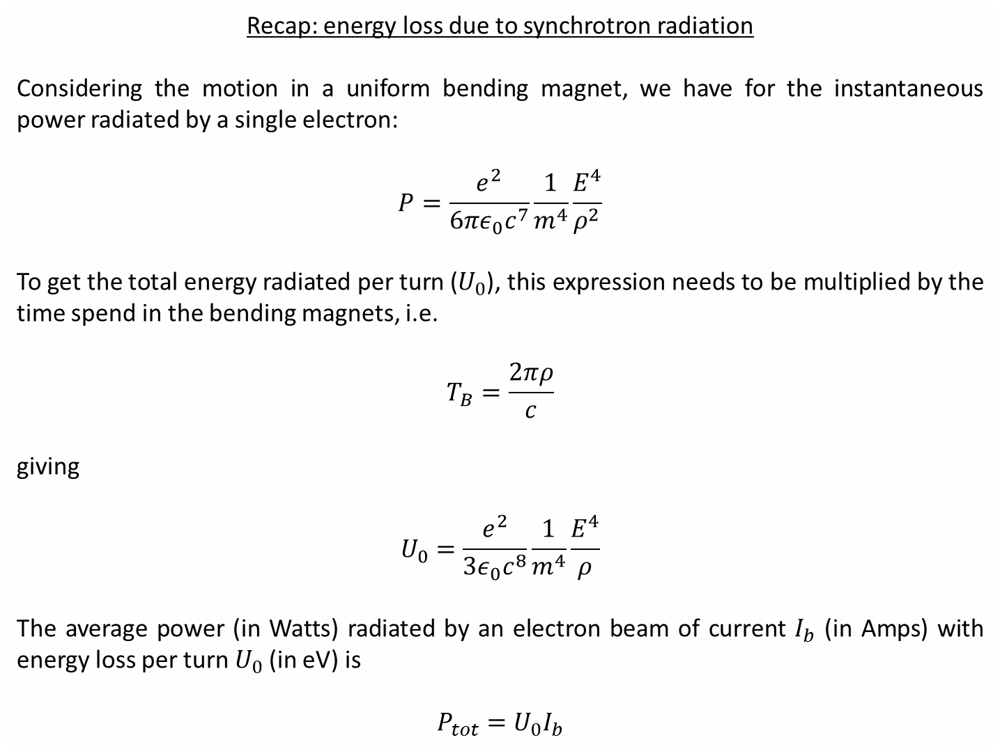 Recap: energy loss due to synchrotron radiation
Considering the motion in a uniform bending magnet, we have for the instantaneous
power radiated by a single electron:
P = \frac{e^2}{6\pi\epsilon_0 c^7} \frac{1}{m^4} \frac{E^4}{\rho^2}
To get the total energy radiated per turn (U_0), this expression needs to be multiplied by the
time spend in the bending magnets, i.e.
T_B = \frac{2\pi\rho}{c}
giving
U_0 = \frac{e^2}{3\epsilon_0 c^8} \frac{1}{m^4} \frac{E^4}{\rho}
The average power (in Watts) radiated by an electron beam of current I_b (in Amps) with
energy loss per turn U_0 (in eV) is
P_{tot} = U_0 I_b